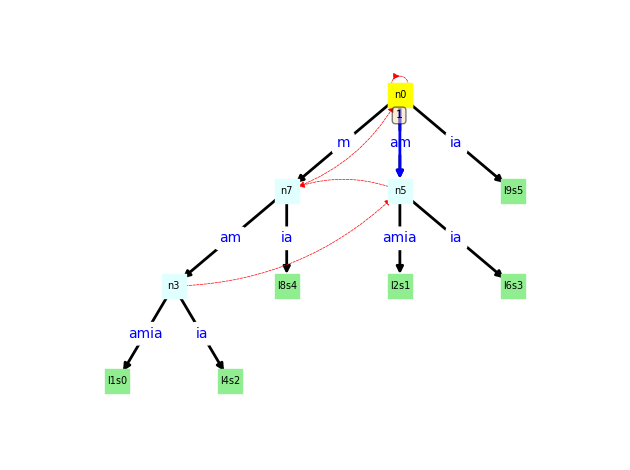 n0
1
m am ia
n7 n5 l9s5
am ia amia ia
n3 l8s4 l2s1 l6s3
amia ia
l1s0 l4s2